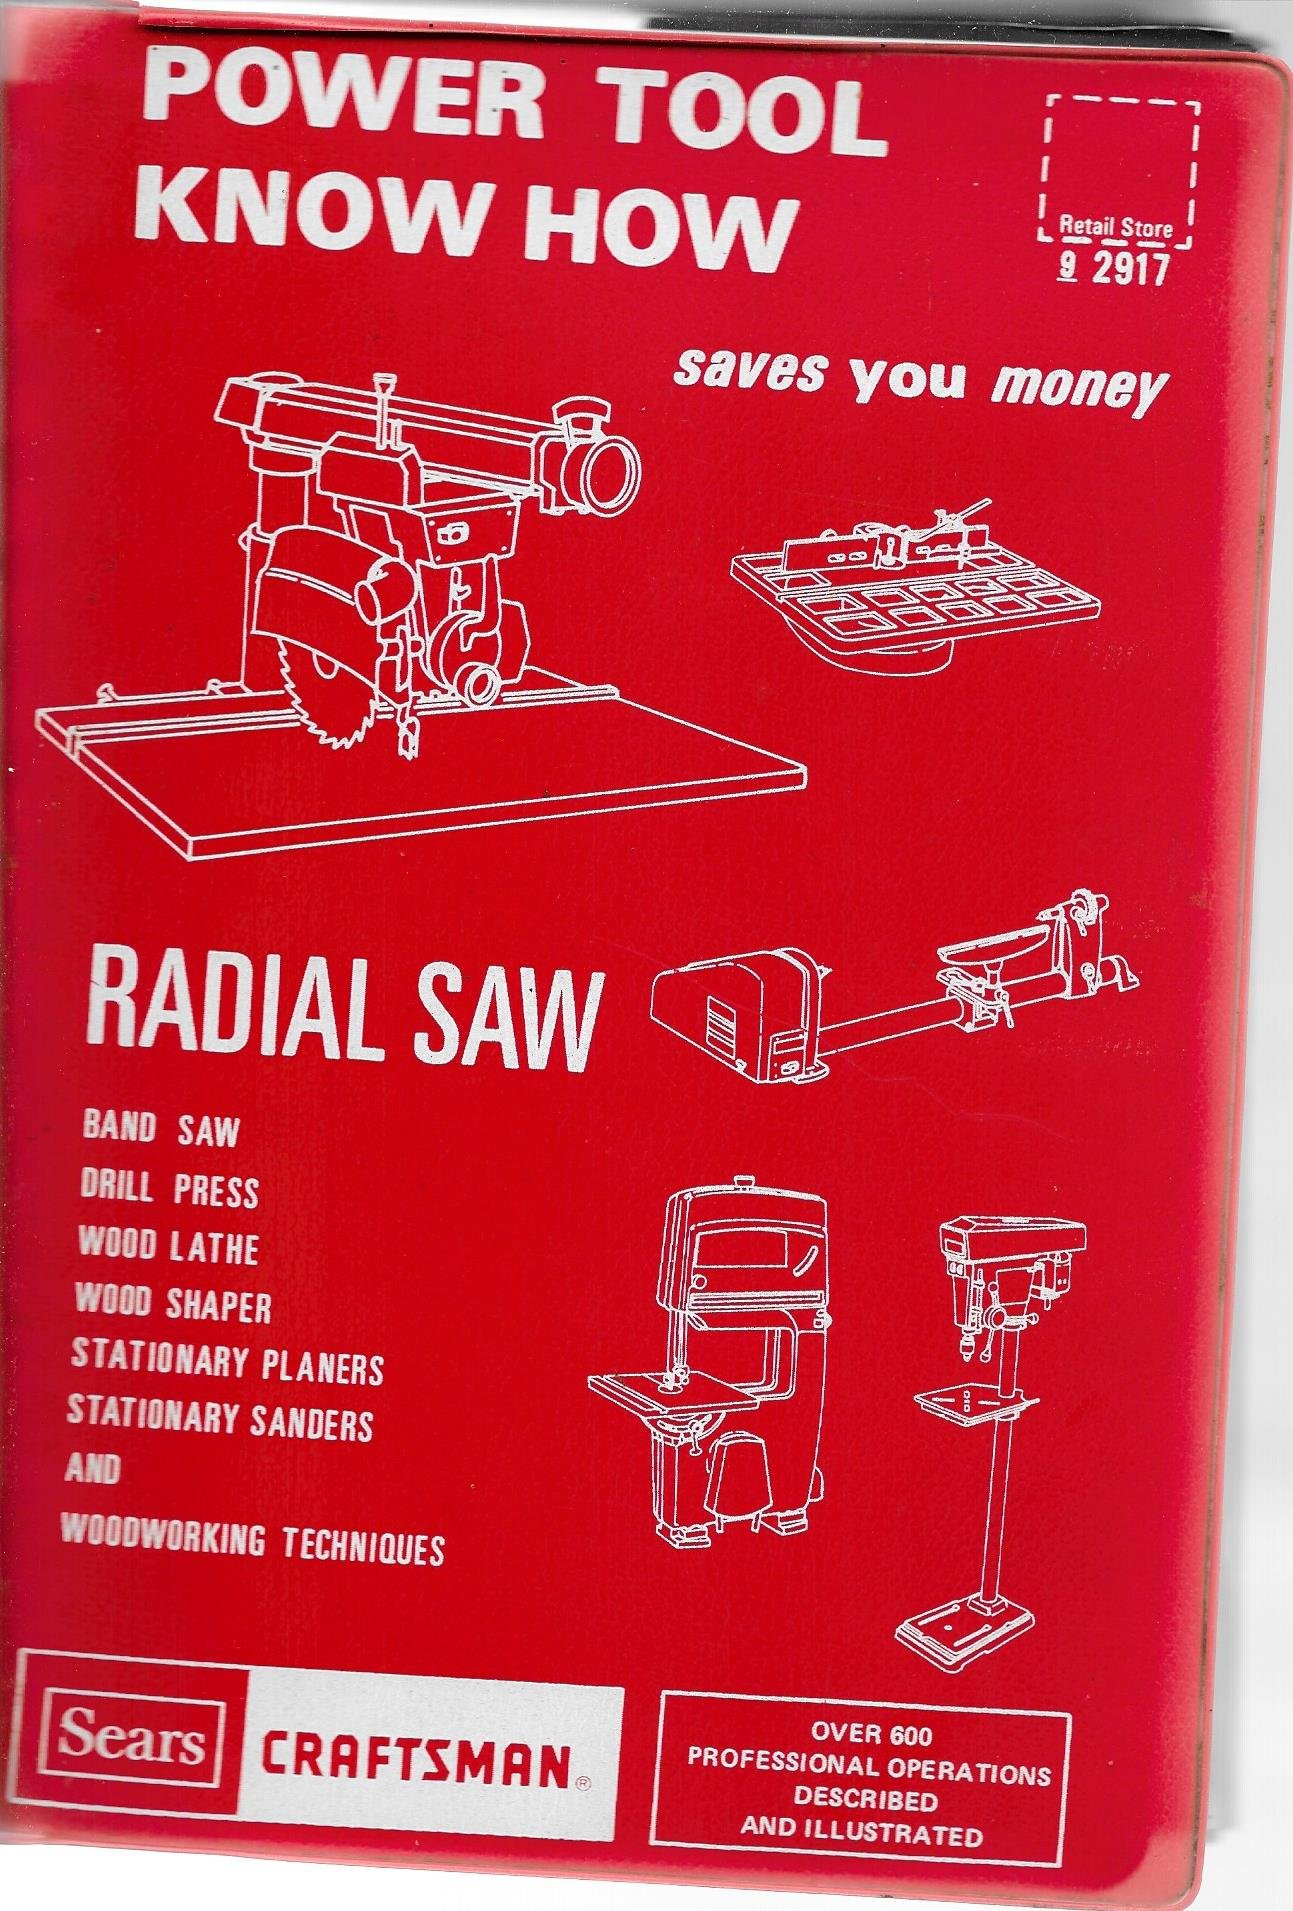 POWER TOOL
KNOW HOW
Retail Store
9 2917
saves you money
RADIAL SAW
BAND SAW
DRILL PRESS
WOOD LATHE
WOOD SHAPER
STATIONARY PLANERS
STATIONARY SANDERS
AND
WOODWORKING TECHNIQUES
Sears
CRAFTSMAN®
OVER 600
PROFESSIONAL OPERATIONS
DESCRIBED
AND ILLUSTRATED